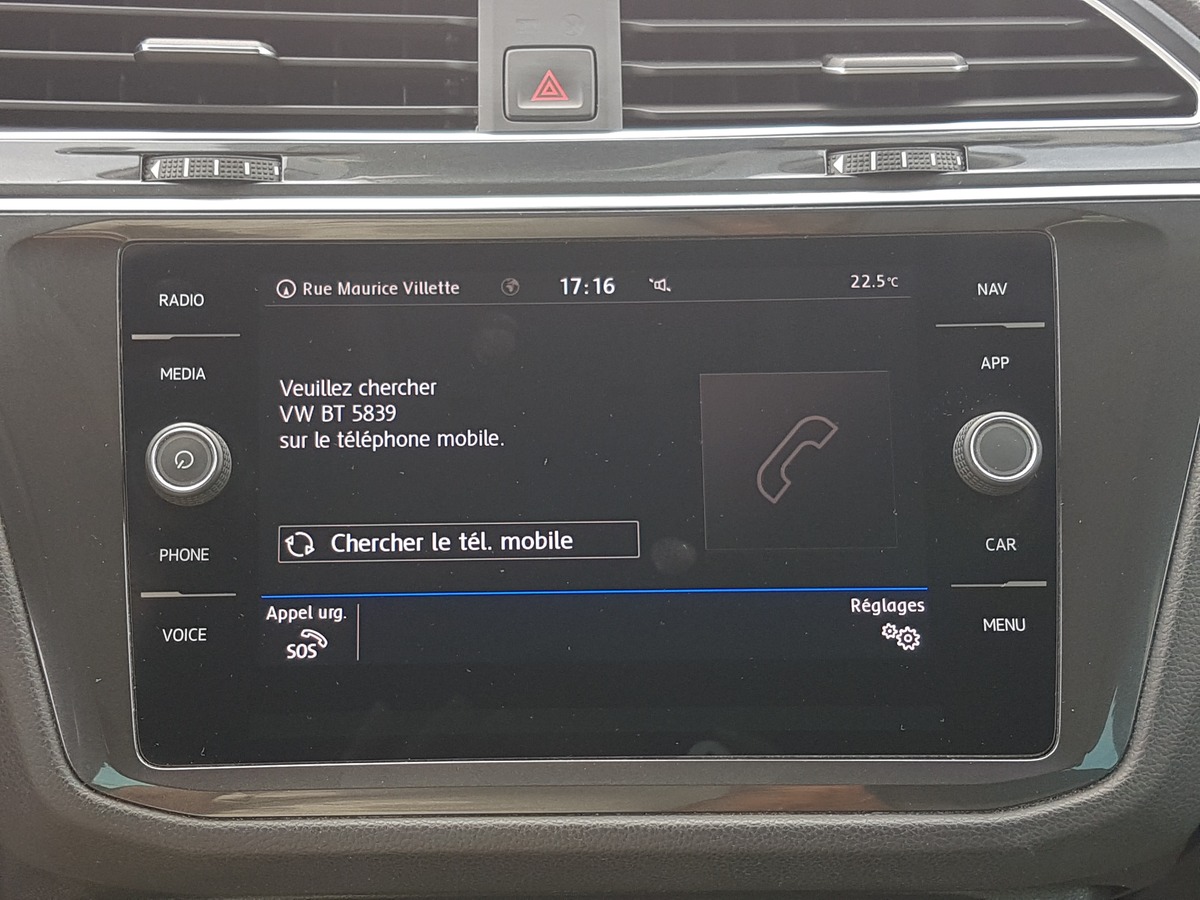 Rue Maurice Villette 17:16 22.5°C
RADIO
MEDIA
PHONE
VOICE
Veuillez chercher
VW BT 5839
sur le téléphone mobile.
Chercher le tél. mobile
Appel urg.
SOS
Réglages
NAV
APP
CAR
MENU